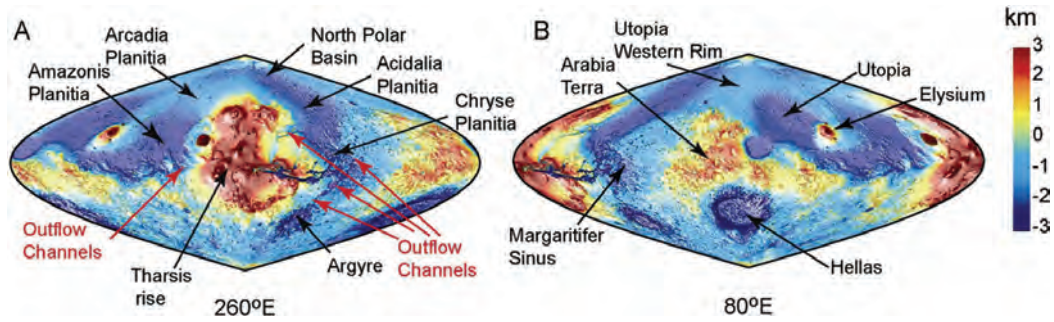 A
Arcadia
Planitia
North Polar
Basin
Amazonis
Planitia
Acidalia
Planitia
Chryse
Planitia
Outflow
Channels
Tharsis
rise
Argyre
Outflow
Channels
260ºE
B
Utopia
Western Rim
Arabia
Terra
Utopia
Elysium
Margaritifer
Sinus
Hellas
80ºE
km
3
2
1
0
-1
-2
-3